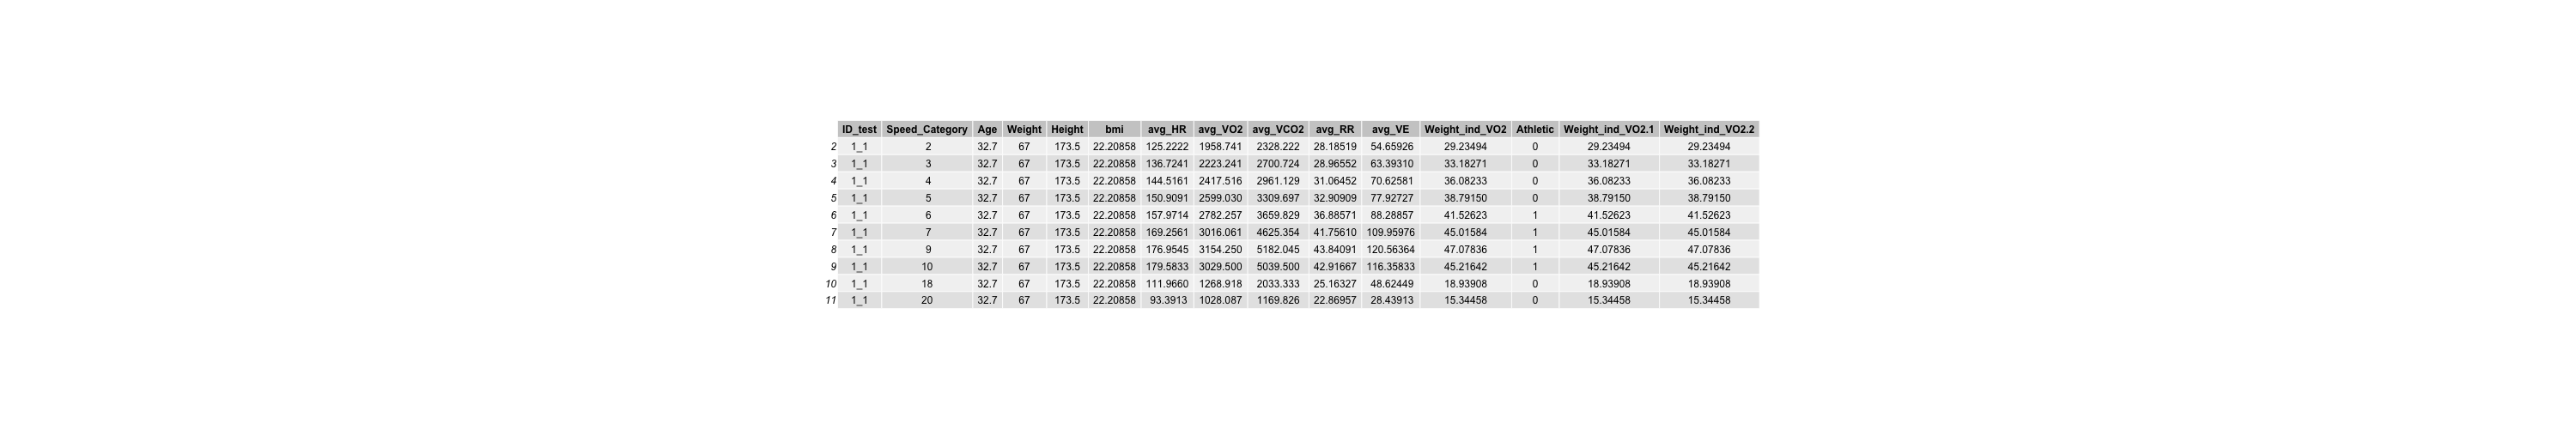 ID_test Speed_Category Age Weight Height bmi avg_HR avg_VO2 avg_VCO2 avg_RR avg_VE Weight_ind_VO2 Athletic Weight_ind_VO2.1 Weight_ind_VO2.2
2 1_1 2 32.7 67 173.5 22.20858 125.2222 1958.741 2328.222 28.18519 54.65926 29.23494 0 29.23494 29.23494
3 1_1 3 32.7 67 173.5 22.20858 136.7241 2223.241 2700.724 28.96552 63.39310 33.18271 0 33.18271 33.18271
4 1_1 4 32.7 67 173.5 22.20858 144.5161 2417.516 2961.129 31.06452 70.62581 36.08233 0 36.08233 36.08233
5 1_1 5 32.7 67 173.5 22.20858 150.9091 2599.030 3309.697 32.90909 77.92727 38.79150 0 38.79150 38.79150
6 1_1 6 32.7 67 173.5 22.20858 157.9714 2782.257 3659.829 36.88571 88.28857 41.52623 1 41.52623 41.52623
7 1_1 7 32.7 67 173.5 22.20858 169.2561 3016.061 4625.354 41.75610 109.95976 45.01584 1 45.01584 45.01584
8 1_1 9 32.7 67 173.5 22.20858 176.9545 3154.250 5182.045 43.84091 120.56364 47.07836 1 47.07836 47.07836
9 1_1 10 32.7 67 173.5 22.20858 179.5833 3029.500 5039.500 42.91667 116.35833 45.21642 1 45.21642 45.21642
10 1_1 18 32.7 67 173.5 22.20858 111.9660 1268.918 2033.333 25.16327 48.62449 18.93908 0 18.93908 18.93908
11 1_1 20 32.7 67 173.5 22.20858 93.3913 1028.087 1169.826 22.86957 28.43913 15.34458 0 15.34458 15.34458